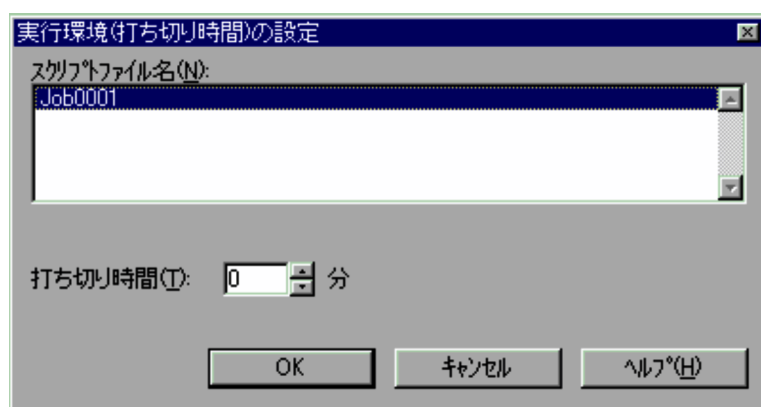 実行環境(打ち切り時間)の設定
ｽｸﾘﾌﾟﾄﾌｧｲﾙ名(N):
Job0001
打ち切り時間(T): 0 分
OK ｷｬﾝｾﾙ ﾍﾙﾌﾟ(H)